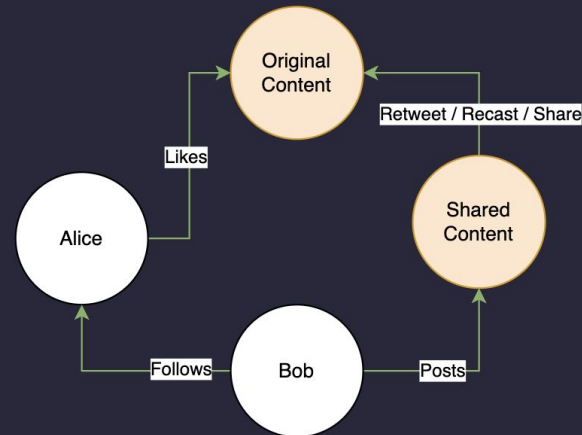 Original
Content
Retweet / Recast / Share
Likes
Shared
Content
Alice
Follows
Bob
Posts